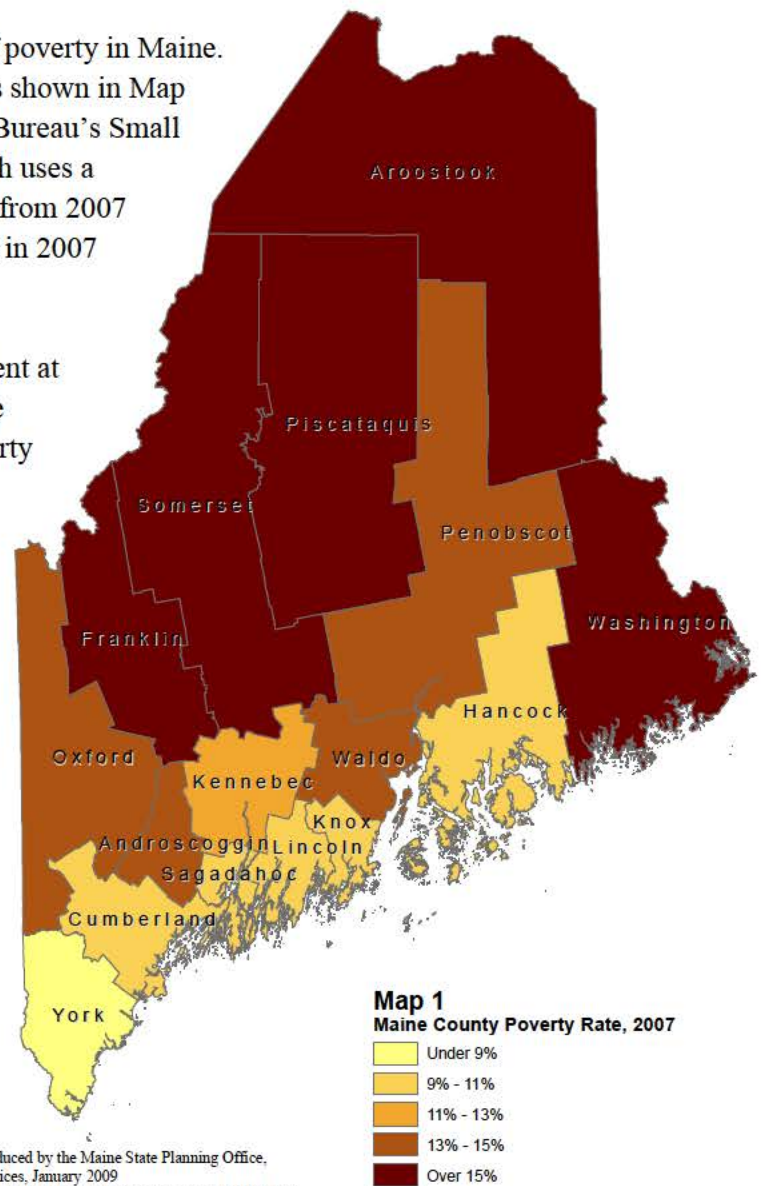 poverty in Maine.
s shown in Map
Bureau's Small
h uses a
from 2007
in 2007
ent at
e
rty
Aroostook
Piscataquis
Somerset
Penobscot
Washington
Franklin
Hancock
Oxford
Waldo
Kennebec
Knox
Androscoggin
Lincoln
Sagadahoc
Cumberland
York
Map 1
Maine County Poverty Rate, 2007
Under 9%
9% - 11%
11% - 13%
13% - 15%
Over 15%
duced by the Maine State Planning Office,
ices, January 2009